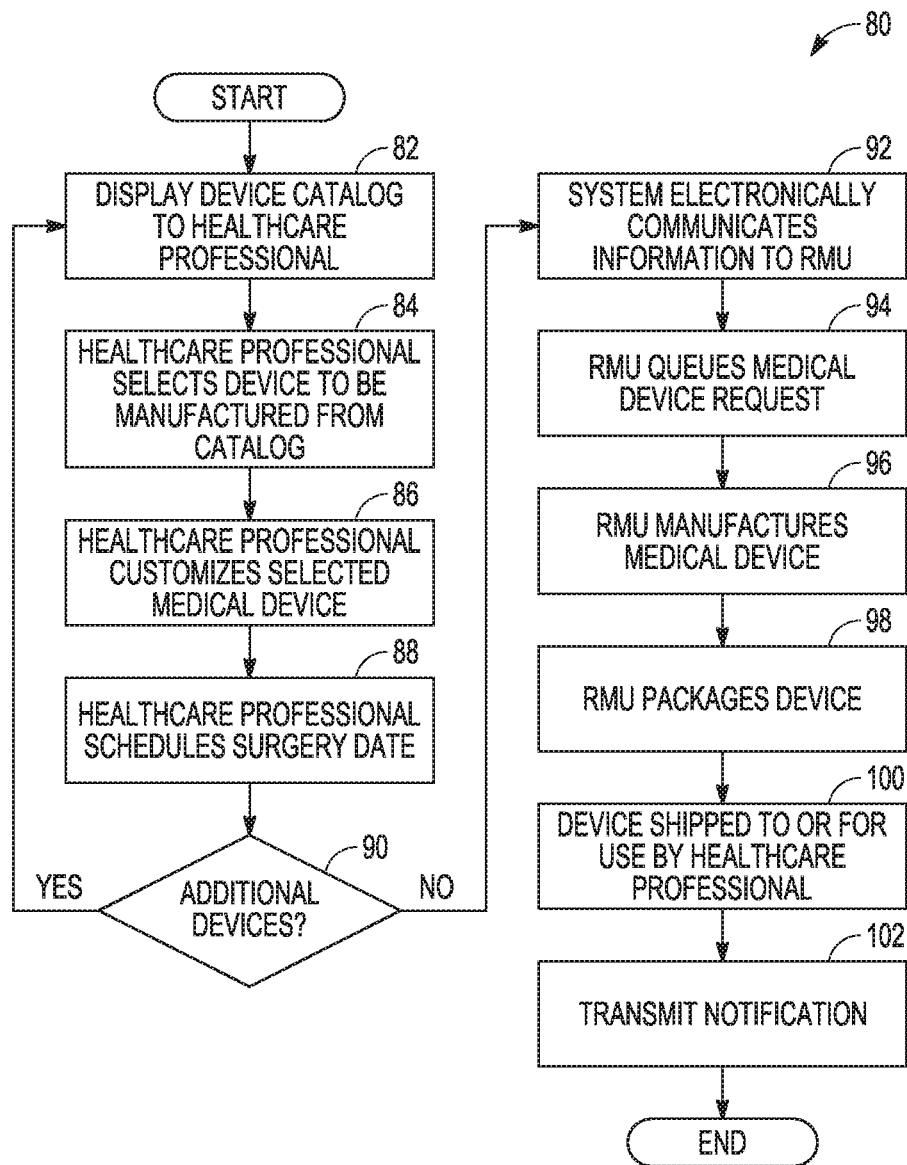 80
START
82
DISPLAY DEVICE CATALOG
TO HEALTHCARE
PROFESSIONAL
84
HEALTHCARE PROFESSIONAL
SELECTS DEVICE TO BE
MANUFACTURED FROM
CATALOG
86
HEALTHCARE PROFESSIONAL
CUSTOMIZES SELECTED
MEDICAL DEVICE
88
HEALTHCARE PROFESSIONAL
SCHEDULES SURGERY DATE
90
YES
ADDITIONAL
DEVICES?
NO
92
SYSTEM ELECTRONICALLY
COMMUNICATES
INFORMATION TO RMU
94
RMU QUEUES MEDICAL
DEVICE REQUEST
96
RMU MANUFACTURES
MEDICAL DEVICE
98
RMU PACKAGES DEVICE
100
DEVICE SHIPPED TO OR FOR
USE BY HEALTHCARE
PROFESSIONAL
102
TRANSMIT NOTIFICATION
END